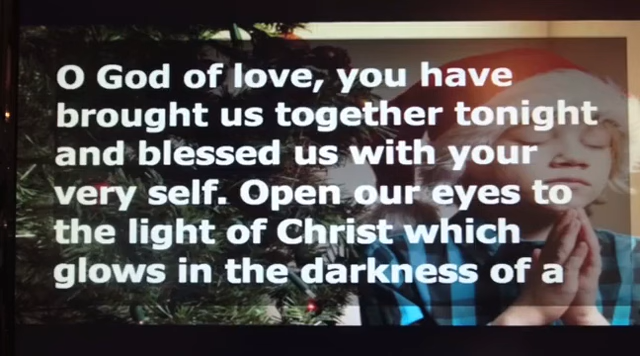 O God of love, you have
brought us together tonight
and blessed us with your
very self. Open our eyes to
the light of Christ which
glows in the darkness of a